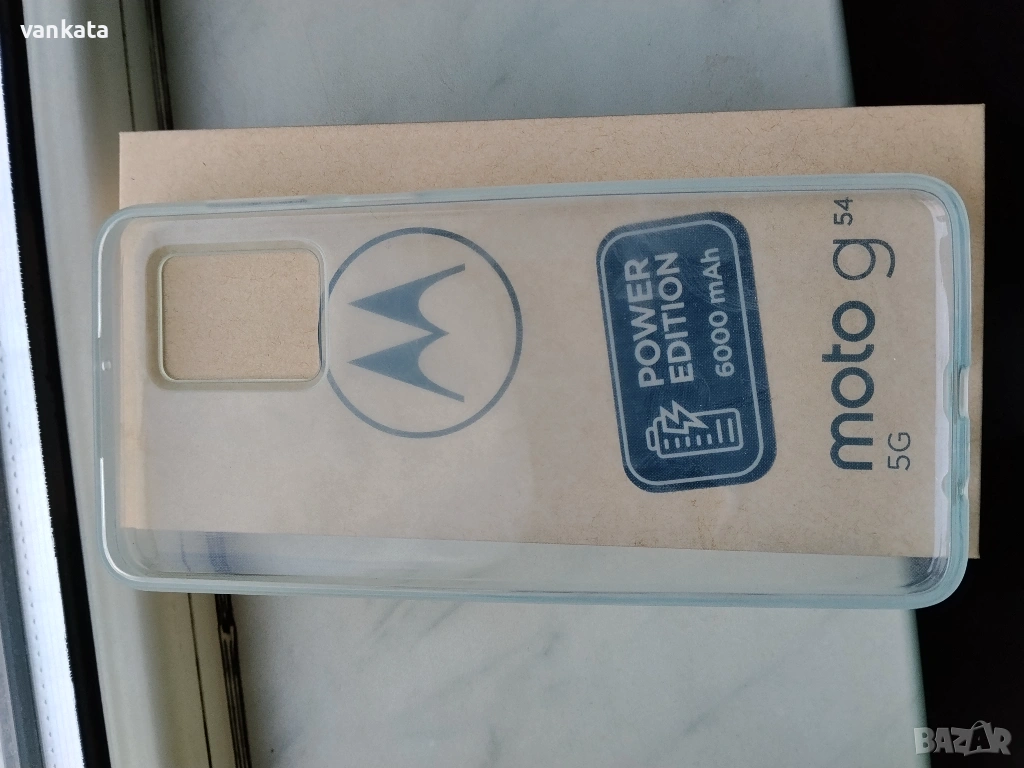 vankata
POWER
EDITION
6000 mAh
moto g 54
5G
BAZAR